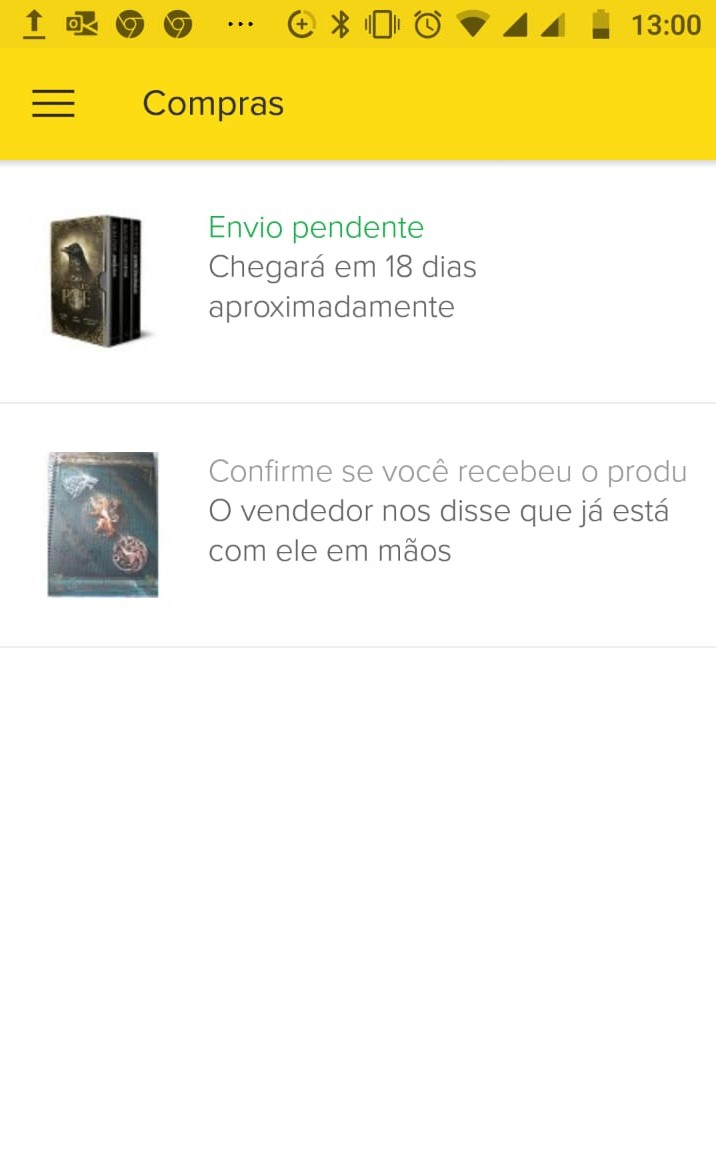 13:00
Compras
Envio pendente
Chegará em 18 dias
aproximadamente
POE
Confirme se você recebeu o produ
O vendedor nos disse que já está
com ele em mãos